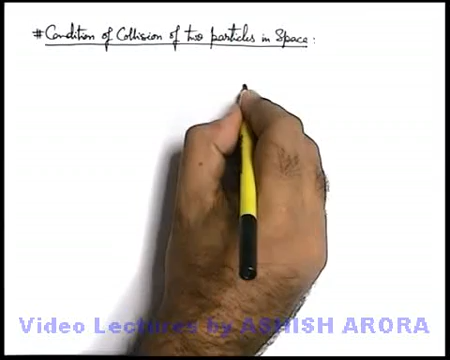 # Condition of Collision of two particles in Space :
Video Lectures by ASHISH ARORA